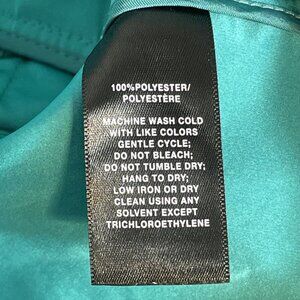 100%POLYESTER/
POLYESTÈRE
MACHINE WASH COLD
WITH LIKE COLORS
GENTLE CYCLE;
DO NOT BLEACH;
DO NOT TUMBLE DRY;
HANG TO DRY;
LOW IRON OR DRY
CLEAN USING ANY
SOLVENT EXCEPT
TRICHLOROETHYLENE